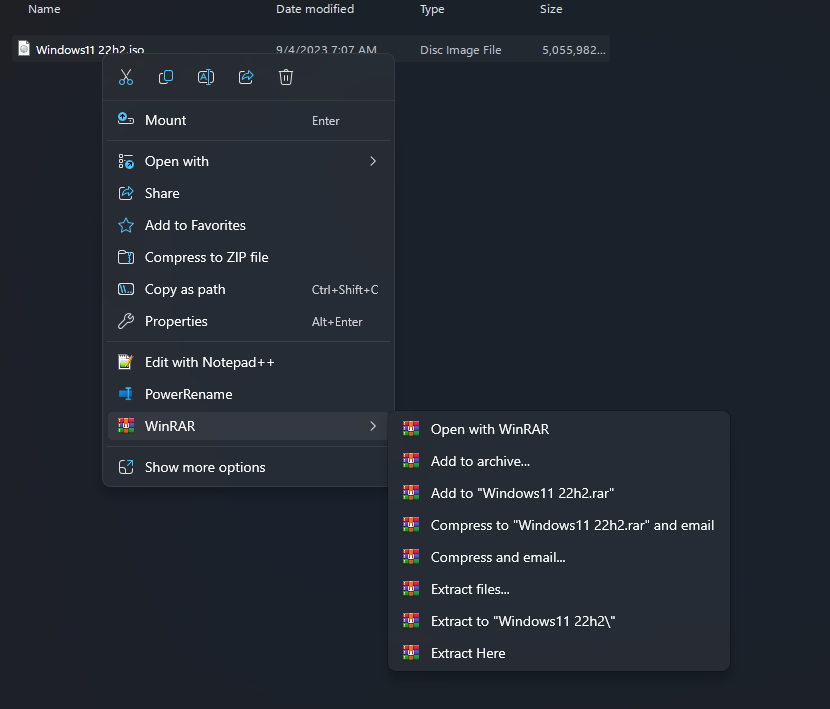 Name Date modified Type Size
Windows11 22h2.iso 9/4/2023 7:07 AM Disc Image File 5,055,982...
Mount Enter
Open with
Share
Add to Favorites
Compress to ZIP file
Copy as path Ctrl+Shift+C
Properties Alt+Enter
Edit with Notepad++
PowerRename
WinRAR
Show more options
Open with WinRAR
Add to archive...
Add to "Windows11 22h2.rar"
Compress to "Windows11 22h2.rar" and email
Compress and email...
Extract files...
Extract to "Windows11 22h2\"
Extract Here